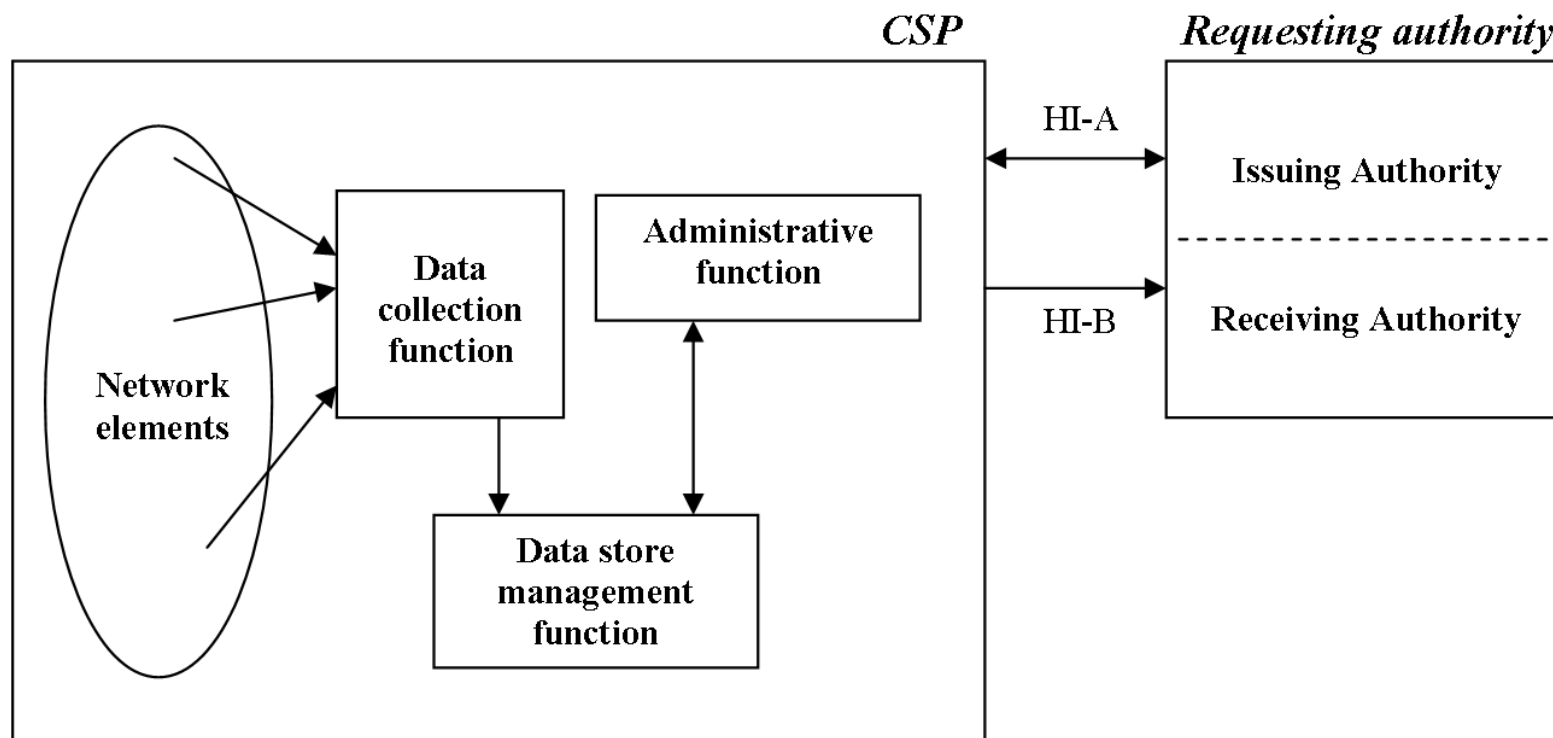 CSP
Requesting authority
HI-A
Issuing Authority
Administrative
function
Data
collection
function
HI-B
Receiving Authority
Network
elements
Data store
management
function